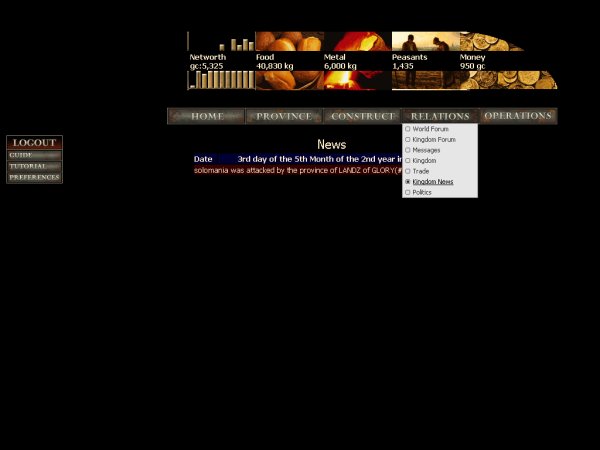 Networth Food Metal Peasants Money
gc:5,325 40,830 kg 6,000 kg 1,435 950 gc
HOME PROVINCE CONSTRUCT RELATIONS OPERATIONS
World Forum
Kingdom Forum
Messages
Kingdom
Trade
Kingdom News
Politics
LOGOUT
GUIDE
TUTORIAL
PREFERENCES
News
Date 3rd day of the 5th Month of the 2nd year in
solomania was attacked by the province of LANDZ of GLORY(#